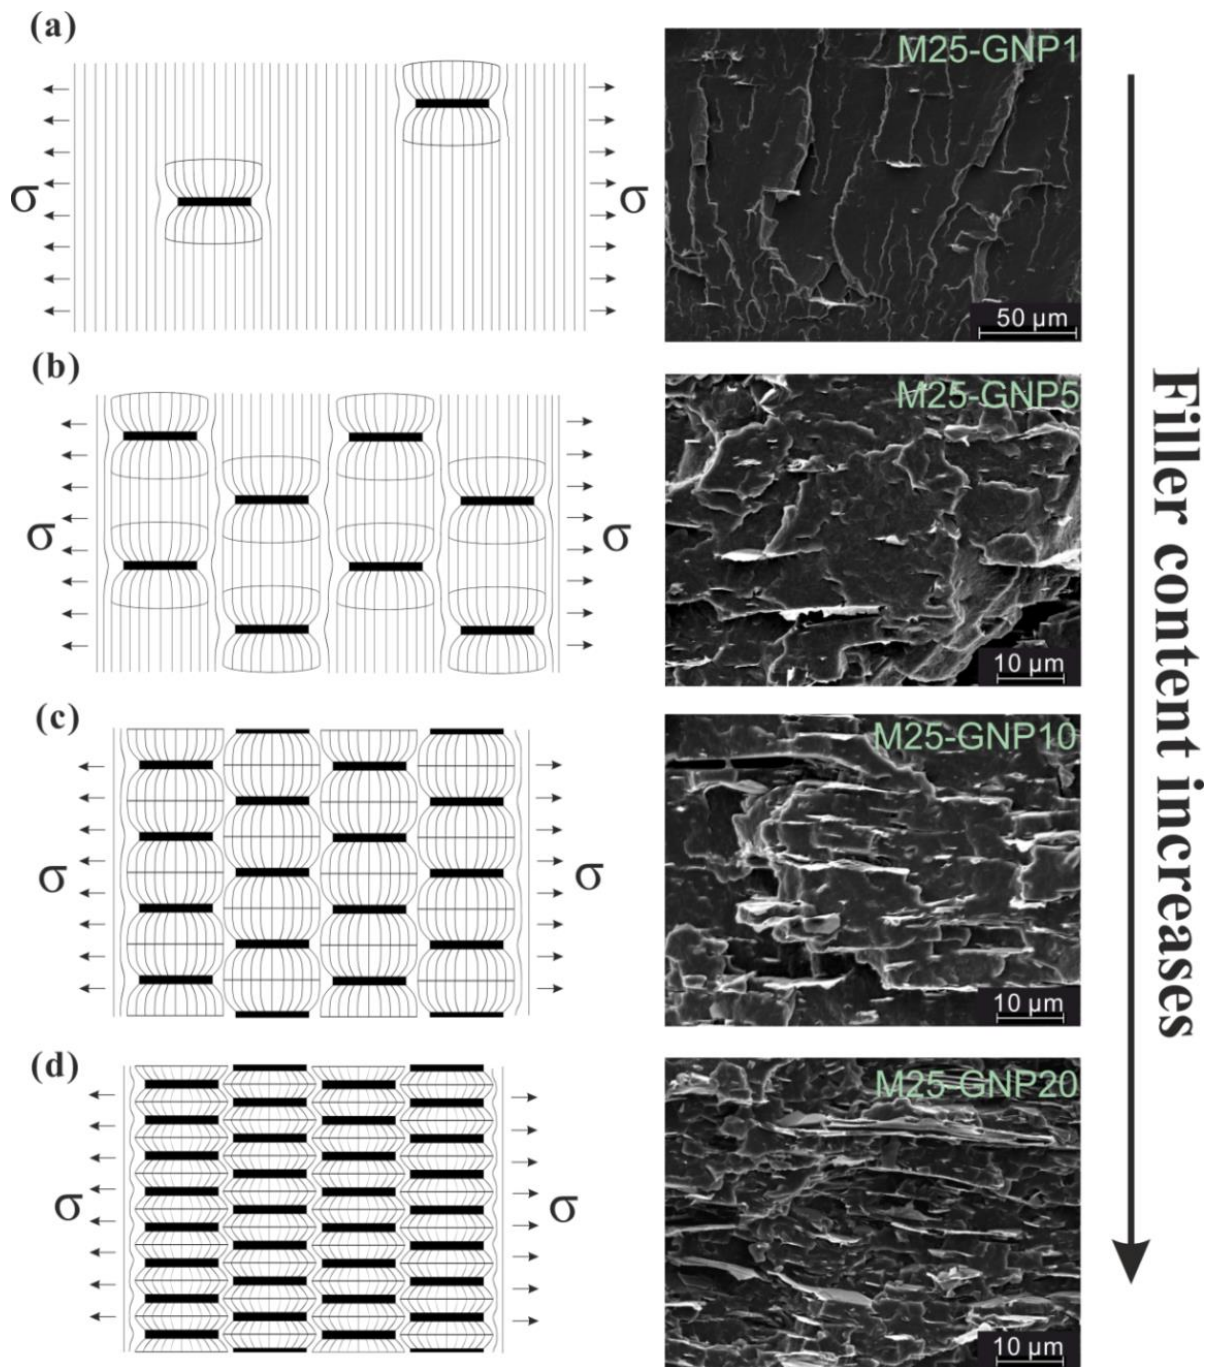 (a)
M25-GNP1
σ
σ
50 μm
(b)
M25-GNP5
σ
σ
10 μm
(c)
M25-GNP10
σ
σ
10 μm
(d)
M25-GNP20
σ
σ
10 μm
Filler content increases